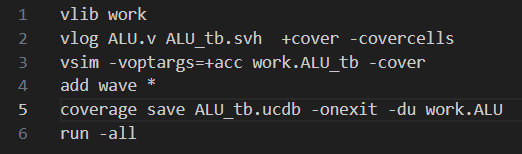 1 vlib work
2 vlog ALU.v ALU_tb.svh  +cover -covercells
3 vsim -voptargs=+acc work.ALU_tb -cover
4 add wave *
5 coverage save ALU_tb.ucdb -onexit -du work.ALU
6 run -all